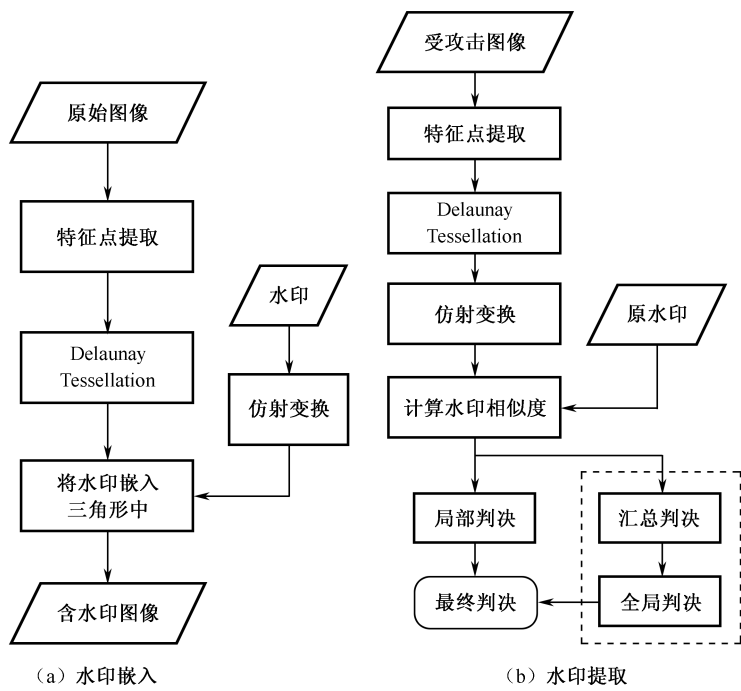 原始图像
特征点提取
Delaunay
Tessellation
水印
仿射变换
将水印嵌入
三角形中
含水印图像
（a）水印嵌入
受攻击图像
特征点提取
Delaunay
Tessellation
仿射变换
原水印
计算水印相似度
局部判决
汇总判决
最终判决
全局判决
（b）水印提取